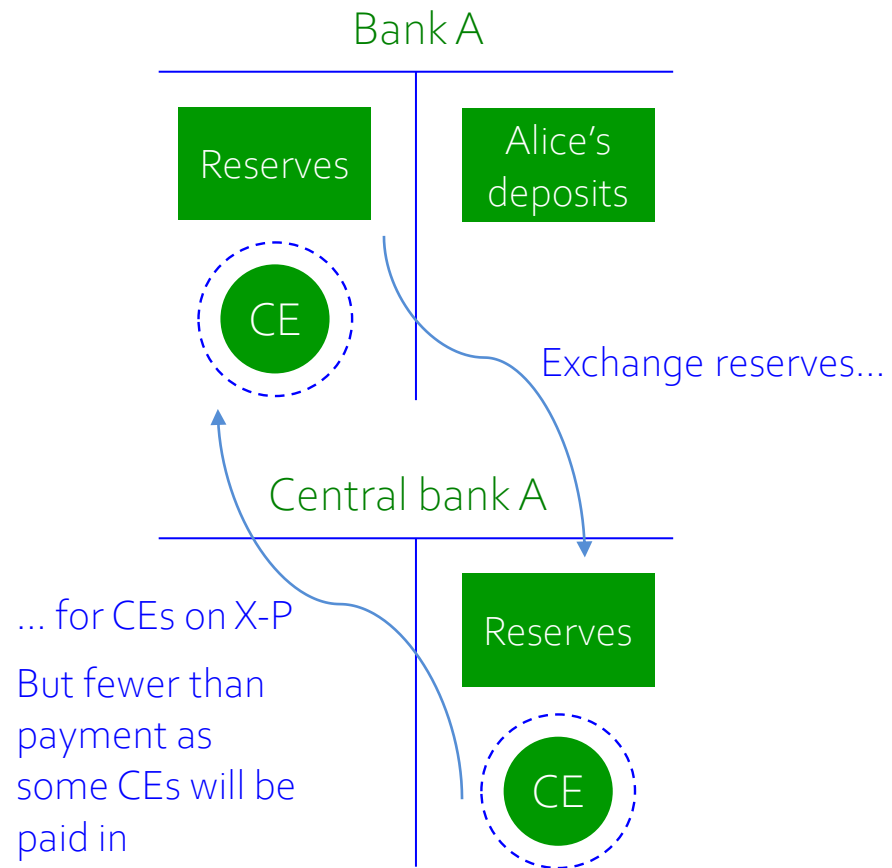 Bank A
Reserves
Alice’s
deposits
CE
Exchange reserves...
Central bank A
... for CEs on X-P
But fewer than
payment as
some CEs will be
paid in
Reserves
CE